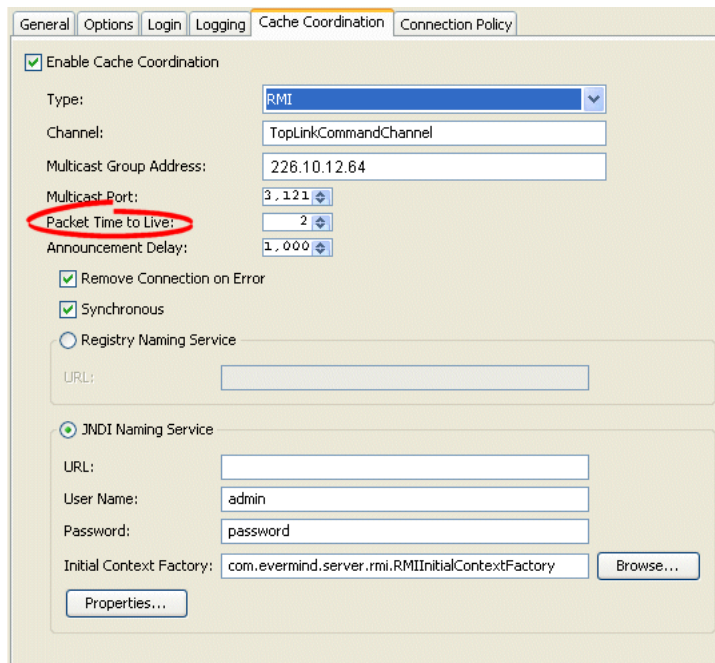 General Options Login Logging Cache Coordination Connection Policy
Enable Cache Coordination
Type: RMI
Channel: TopLinkCommandChannel
Multicast Group Address: 226.10.12.64
Multicast Port: 3,121
Packet Time to Live: 2
Announcement Delay: 1,000
Remove Connection on Error
Synchronous
Registry Naming Service
URL:
JNDI Naming Service
URL:
User Name: admin
Password: password
Initial Context Factory: com.evermind.server.rmi.RMIInitialContextFactory Browse...
Properties...